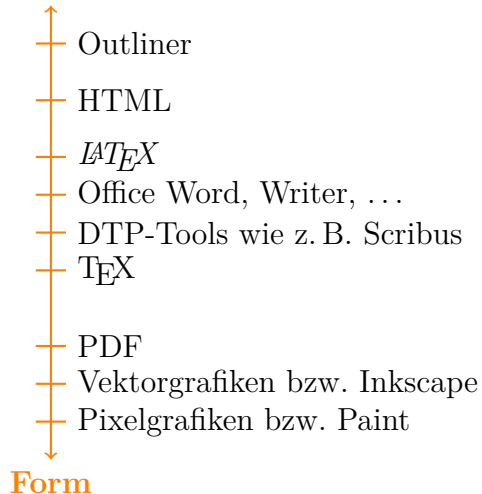 Outliner
HTML
LATEX
Office Word, Writer, …
DTP-Tools wie z. B. Scribus
TEX
PDF
Vektorgrafiken bzw. Inkscape
Pixelgrafiken bzw. Paint
Form